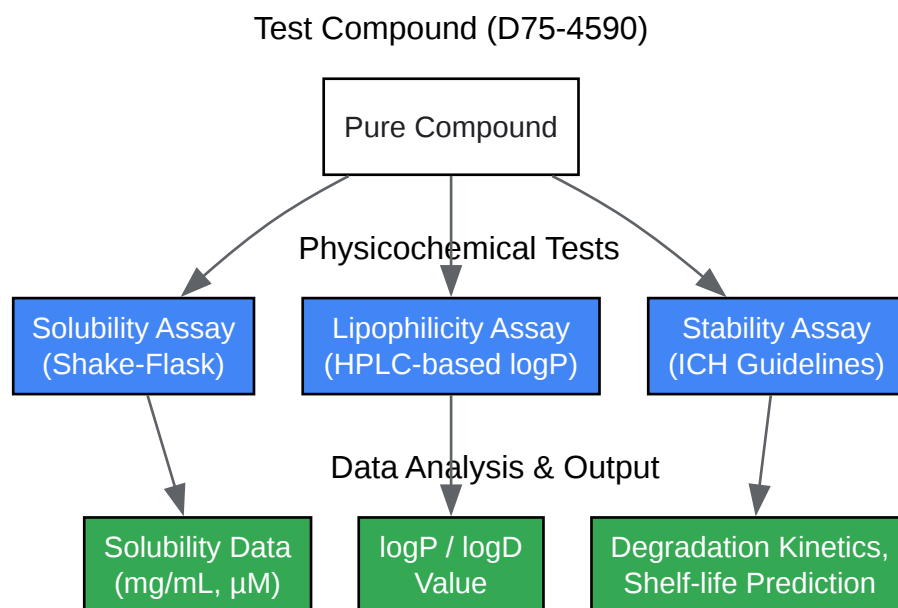 Test Compound (D75-4590)
Pure Compound
Physicochemical Tests
Solubility Assay
(Shake-Flask)
Lipophilicity Assay
(HPLC-based logP)
Stability Assay
(ICH Guidelines)
Data Analysis & Output
Solubility Data
(mg/mL, µM)
logP / logD
Value
Degradation Kinetics,
Shelf-life Prediction